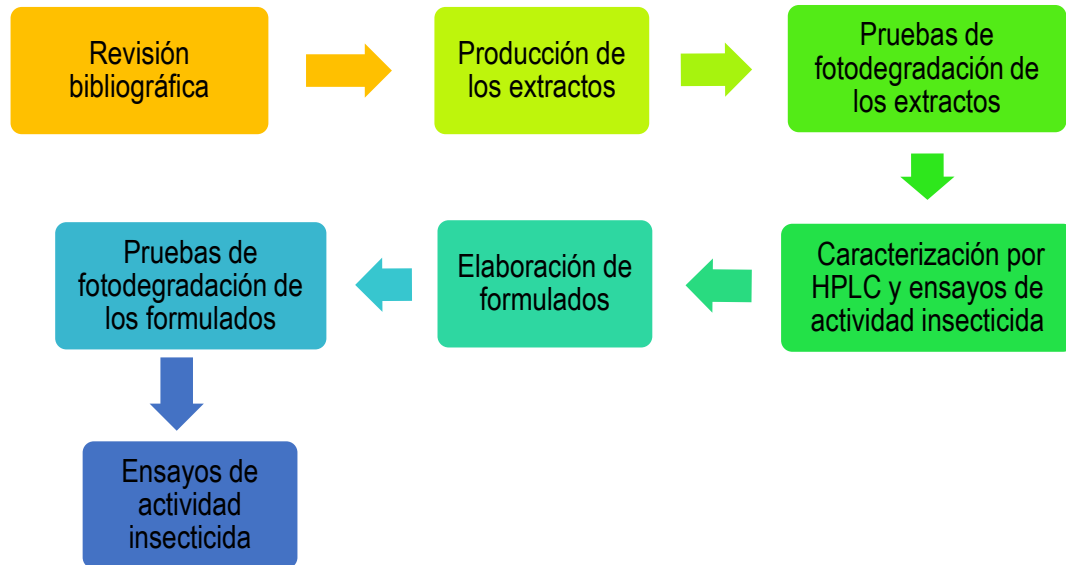 Revisión
bibliográfica
Producción de
los extractos
Pruebas de
fotodegradación de
los extractos
Caracterización por
HPLC y ensayos de
actividad insecticida
Elaboración de
formulados
Pruebas de
fotodegradación de
los formulados
Ensayos de
actividad
insecticida